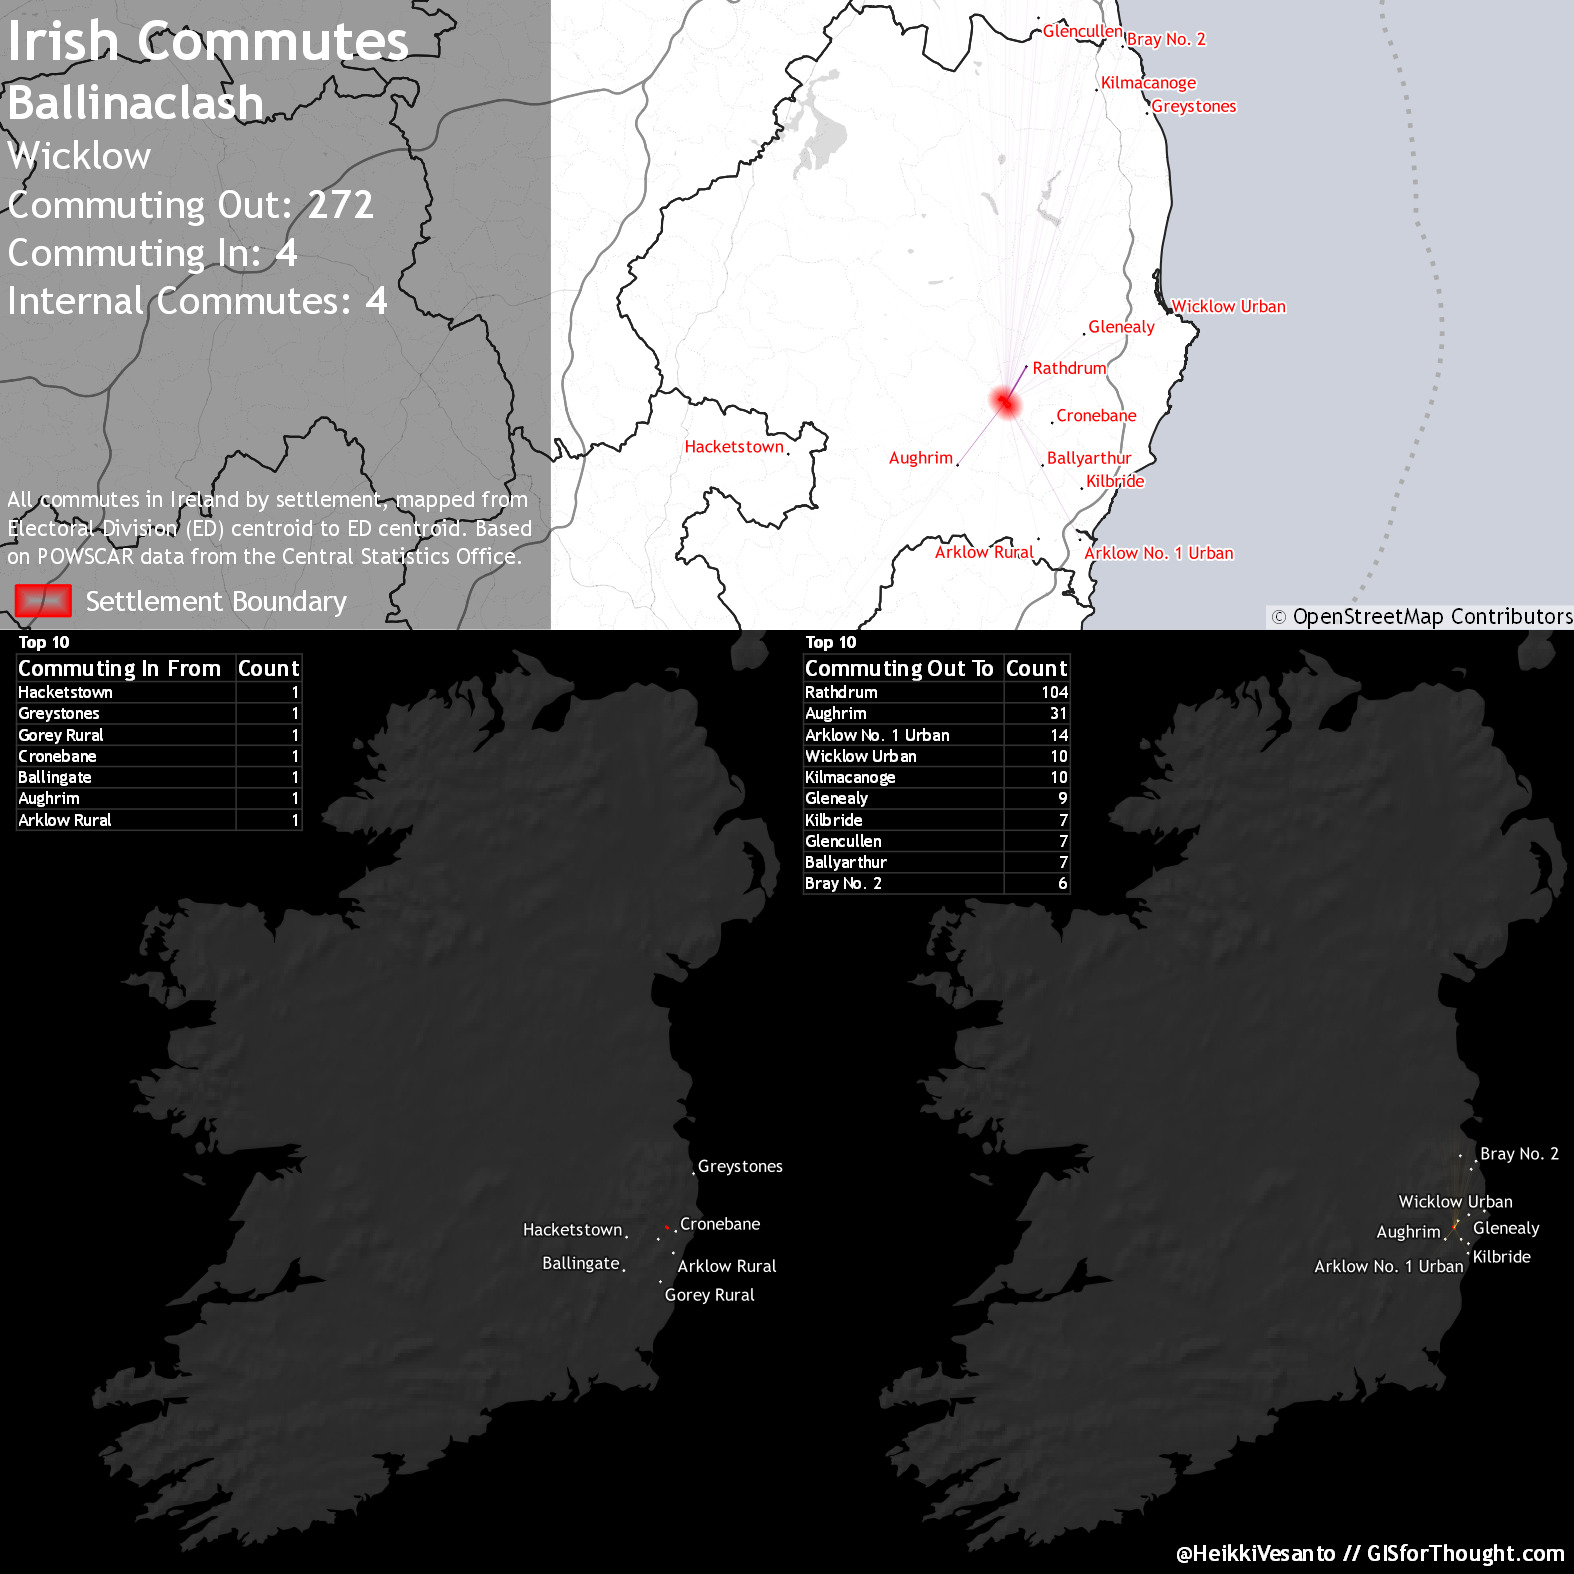 Irish Commutes
Ballinaclash
Wicklow
Commuting Out: 272
Commuting In: 4
Internal Commutes: 4
All commutes in Ireland by settlement, mapped from
Electoral Division (ED) centroid to ED centroid. Based
on POWSCAR data from the Central Statistics Office.
Settlement Boundary
Glencullen
Bray No. 2
Kilmacanoge
Greystones
Wicklow Urban
Glenealy
Rathdrum
Cronebane
Hacketstown
Aughrim
Ballyarthur
Kilbride
Arklow Rural
Arklow No. 1 Urban
© OpenStreetMap Contributors
Top 10
Commuting In From Count
Hacketstown 1
Greystones 1
Gorey Rural 1
Cronebane 1
Ballingate 1
Aughrim 1
Arklow Rural 1
Greystones
Hacketstown
Cronebane
Ballingate
Arklow Rural
Gorey Rural
Top 10
Commuting Out To Count
Rathdrum 104
Aughrim 31
Arklow No. 1 Urban 14
Wicklow Urban 10
Kilmacanoge 10
Glenealy 9
Kilbride 7
Glencullen 7
Ballyarthur 7
Bray No. 2 6
Bray No. 2
Wicklow Urban
Aughrim
Glenealy
Kilbride
Arklow No. 1 Urban
@HeikkiVesanto // GISforThought.com